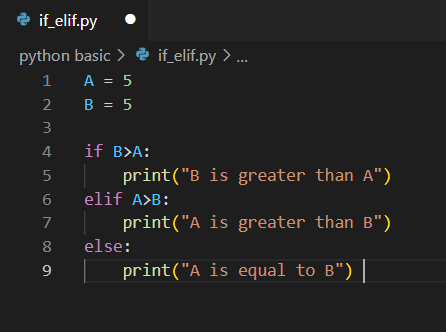 if_elif.py
python basic > if_elif.py > ...
1 A = 5
2 B = 5
3
4 if B>A:
5     print("B is greater than A")
6 elif A>B:
7     print("A is greater than B")
8 else:
9     print("A is equal to B")